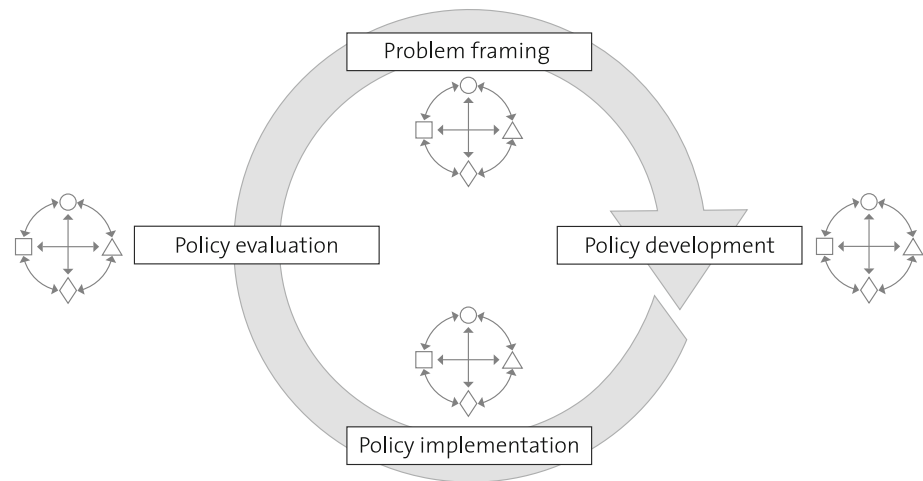 Problem framing
Policy evaluation
Policy development
Policy implementation